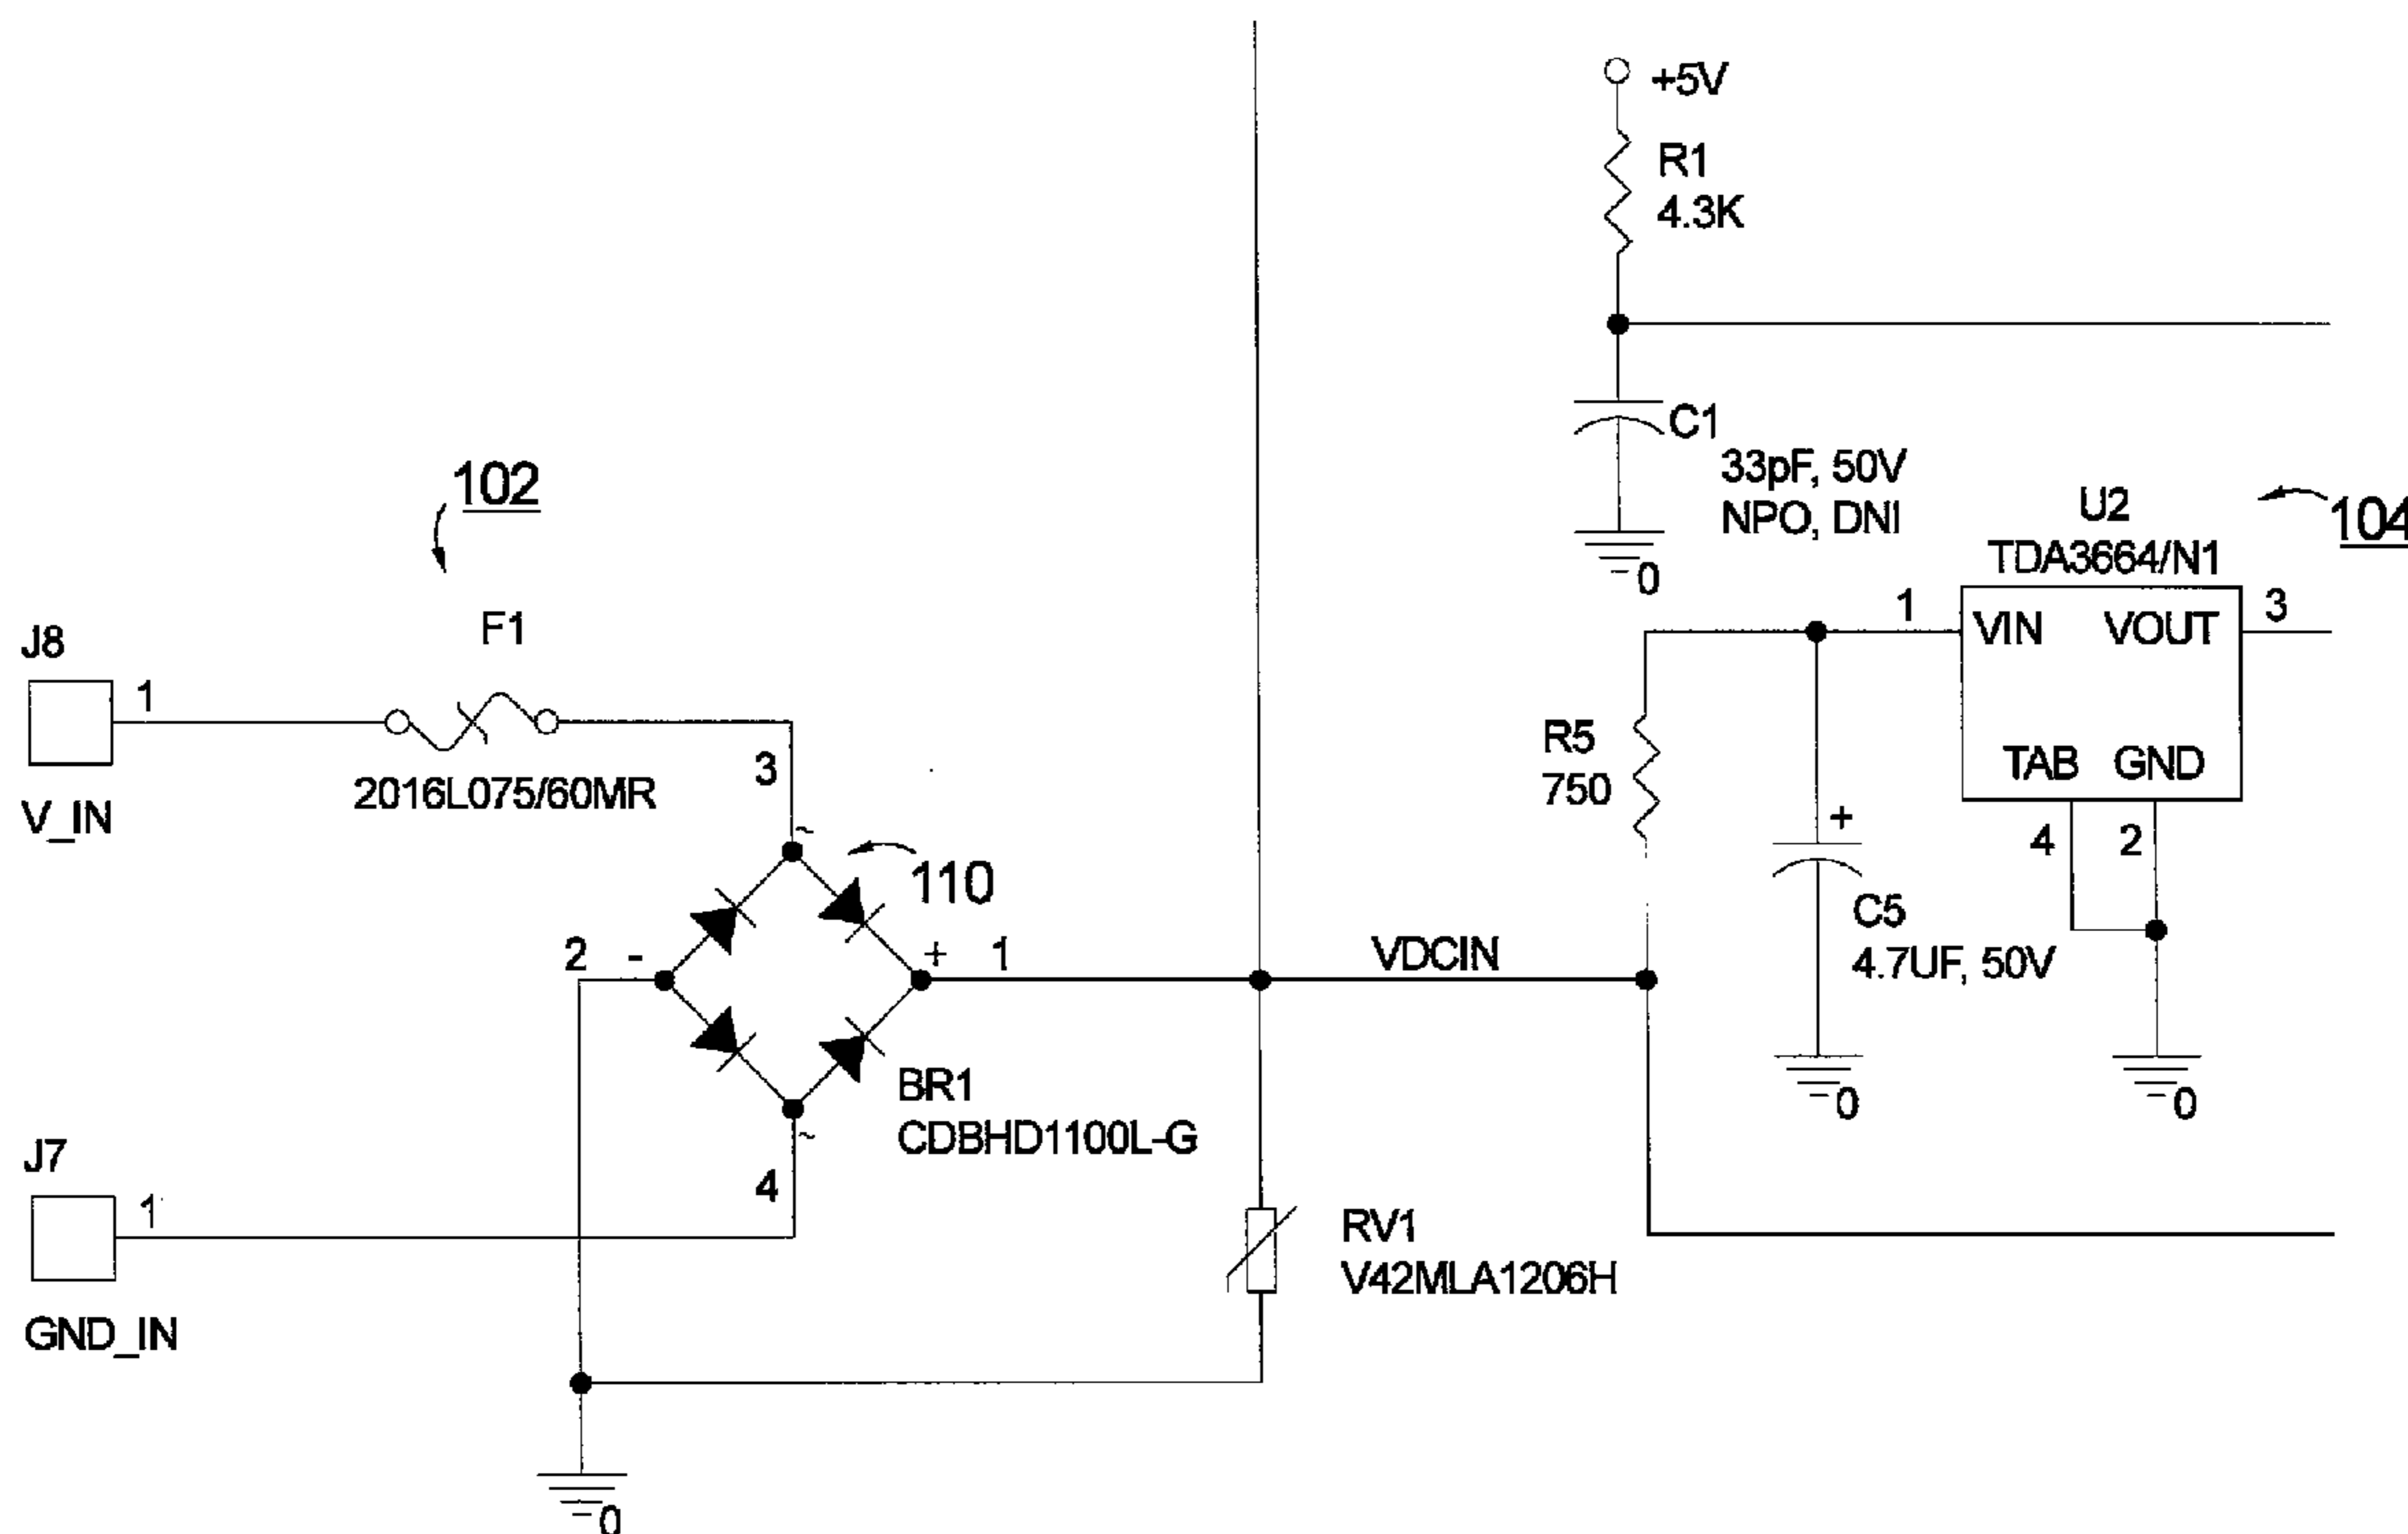 +5V
R1
4.3K
C1
33pF, 50V
NPO, DNI
0
102
U2
TDA3664/N1
104
1
VIN
VOUT
3
TAB
GND
4
2
0
F1
J8
1
V_IN
2016L075/60MR
3
~
110
R5
750
+
C5
4.7UF, 50V
0
2
-
+
1
VDCIN
BR1
CDBHD1100L-G
~
4
J7
1
GND_IN
RV1
V42MLA1206H
0